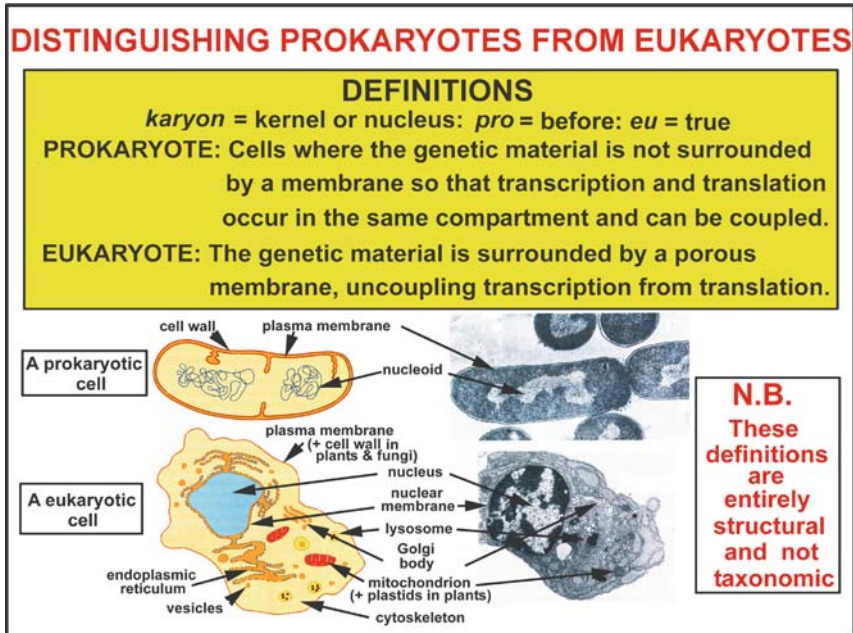 DISTINGUISHING PROKARYOTES FROM EUKARYOTES
DEFINITIONS
karyon = kernel or nucleus: pro = before: eu = true
PROKARYOTE: Cells where the genetic material is not surrounded
by a membrane so that transcription and translation
occur in the same compartment and can be coupled.
EUKARYOTE: The genetic material is surrounded by a porous
membrane, uncoupling transcription from translation.
cell wall
plasma membrane
A prokaryotic
cell
nucleoid
plasma membrane
(+ cell wall in
plants & fungi)
nucleus
A eukaryotic
cell
nuclear
membrane
lysosome
Golgi
body
endoplasmic
reticulum
mitochondrion
(+ plastids in plants)
vesicles
cytoskeleton
N.B.
These
definitions
are
entirely
structural
and not
taxonomic